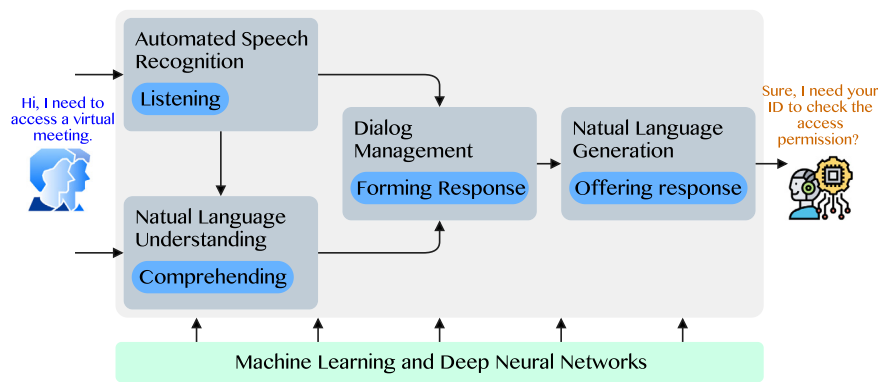 Hi, I need to
access a virtual
meeting.
Automated Speech
Recognition
Listening
Natual Language
Understanding
Comprehending
Dialog
Management
Forming Response
Natual Language
Generation
Offering response
Sure, I need your
ID to check the
access
permission?
Machine Learning and Deep Neural Networks